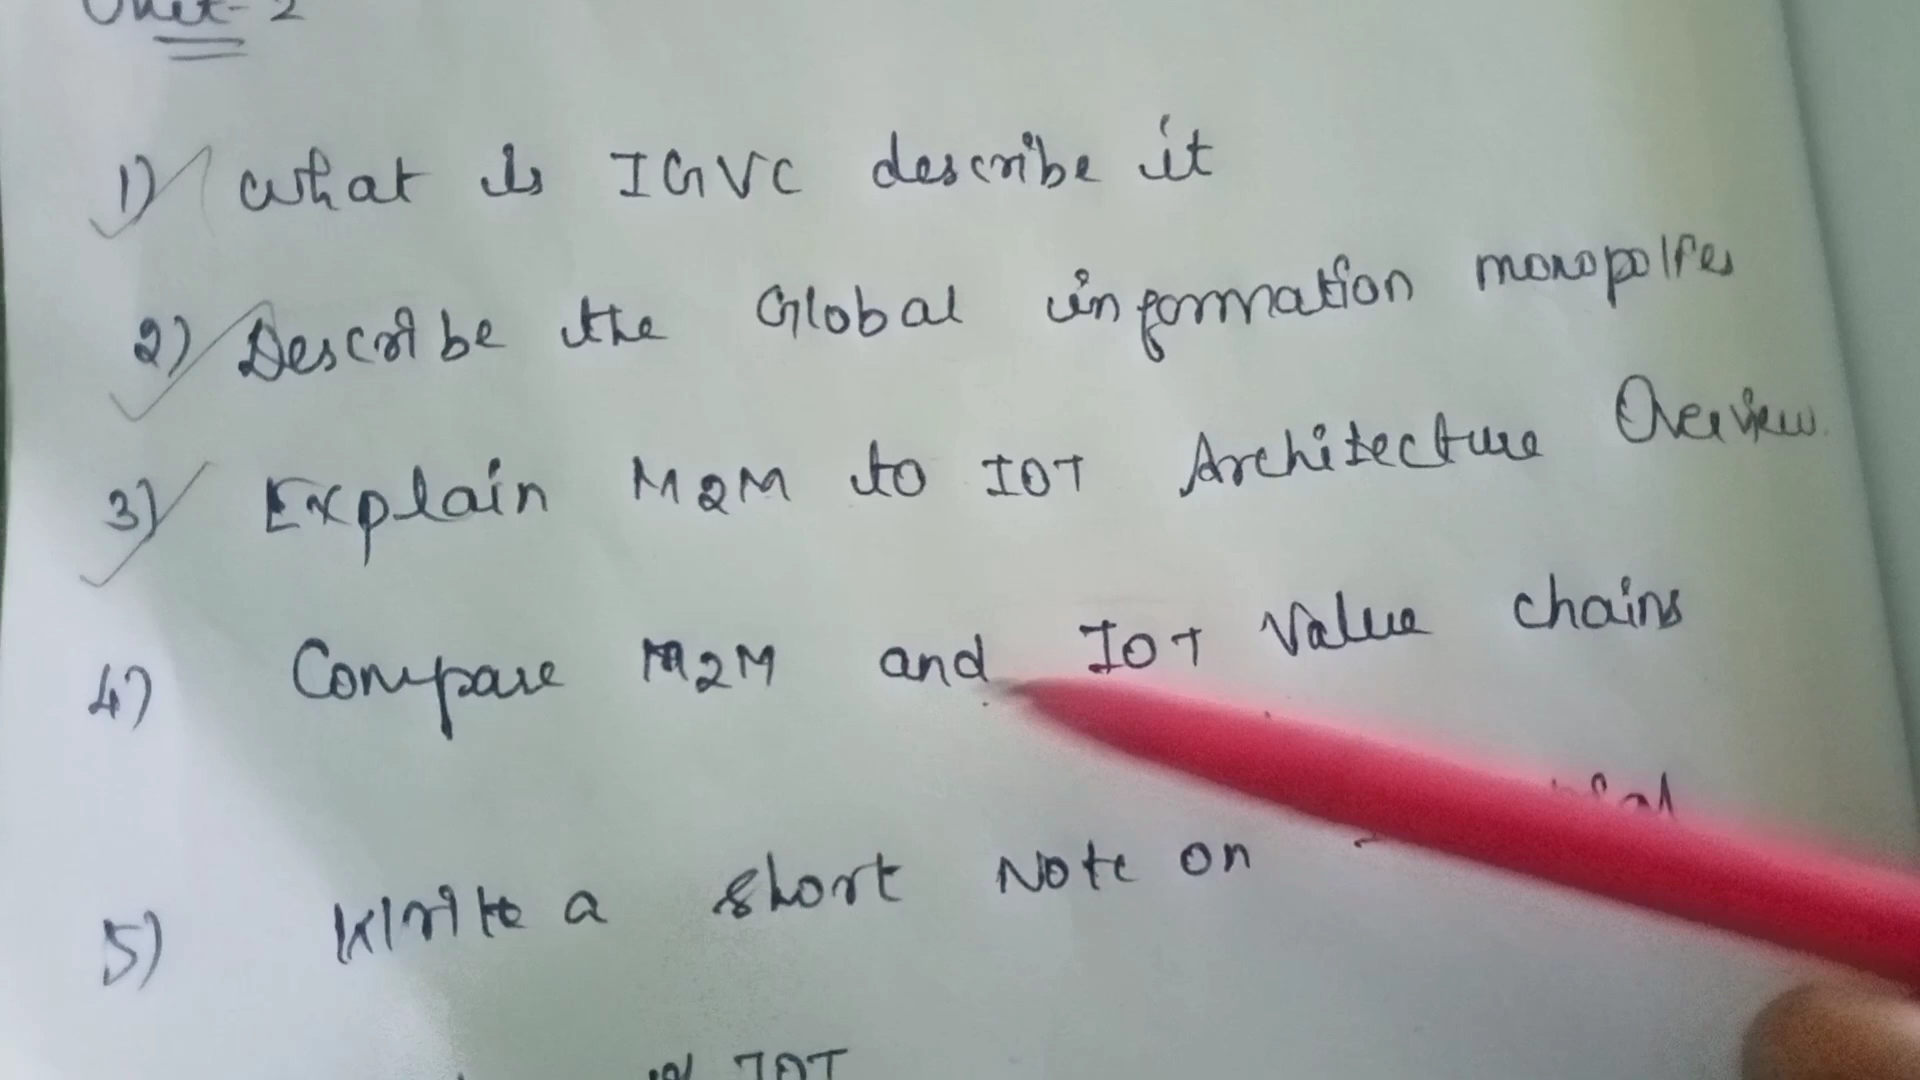 Unit-2
1) what is IGVC describe it
2) Describe the Global information monopolies
3) Explain M2M to IOT Architecture Overview
4) Compare M2M and IOT Value chains
5) Write a short Note on
IOT